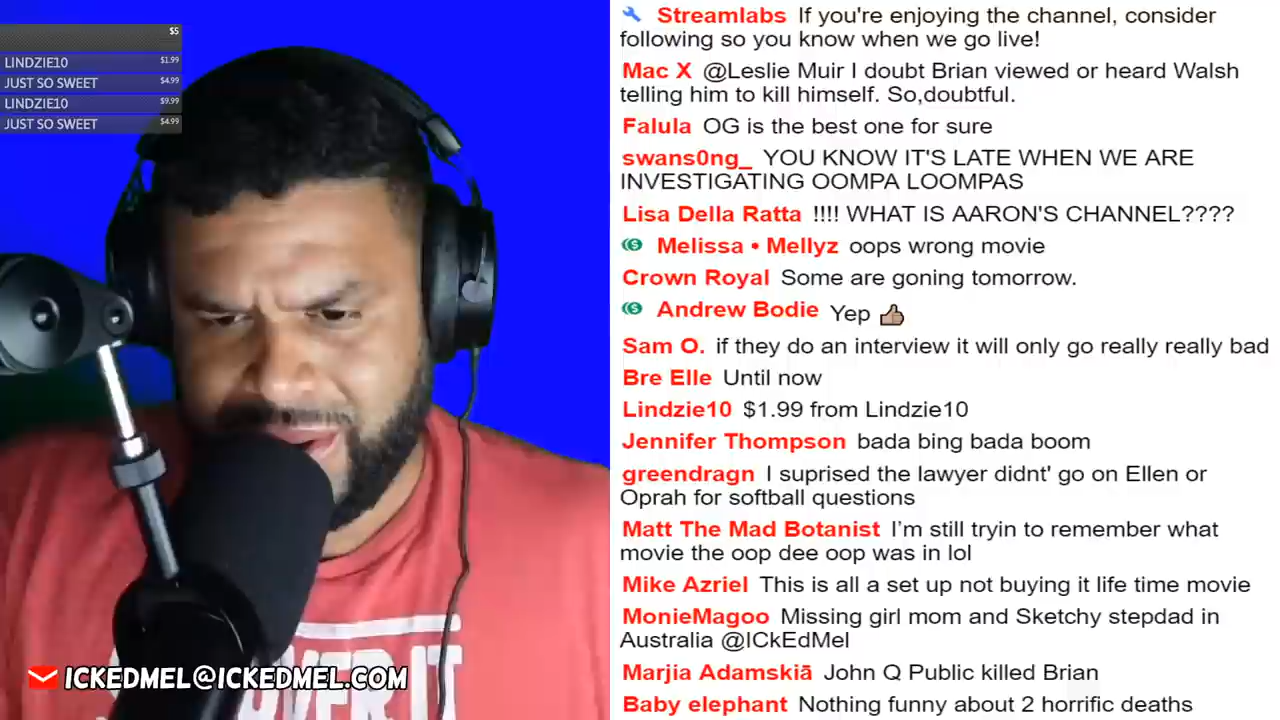 $5
LINDZIE10 $1.99
JUST SO SWEET $4.99
LINDZIE10 $9.99
JUST SO SWEET $4.99
OVER IT
ICKEDMEL@ICKEDMEL.COM
Streamlabs If you're enjoying the channel, consider
following so you know when we go live!
Mac X @Leslie Muir I doubt Brian viewed or heard Walsh
telling him to kill himself. So,doubtful.
Falula OG is the best one for sure
swans0ng_ YOU KNOW IT'S LATE WHEN WE ARE
INVESTIGATING OOMPA LOOMPAS
Lisa Della Ratta !!!! WHAT IS AARON'S CHANNEL????
Melissa • Mellyz oops wrong movie
Crown Royal Some are goning tomorrow.
Andrew Bodie Yep 👍🏽
Sam O. if they do an interview it will only go really really bad
Bre Elle Until now
Lindzie10 $1.99 from Lindzie10
Jennifer Thompson bada bing bada boom
greendragn I suprised the lawyer didnt' go on Ellen or
Oprah for softball questions
Matt The Mad Botanist I'm still tryin to remember what
movie the oop dee oop was in lol
Mike Azriel This is all a set up not buying it life time movie
MonieMagoo Missing girl mom and Sketchy stepdad in
Australia @ICkEdMel
Marjia Adamskiā John Q Public killed Brian
Baby elephant Nothing funny about 2 horrific deaths